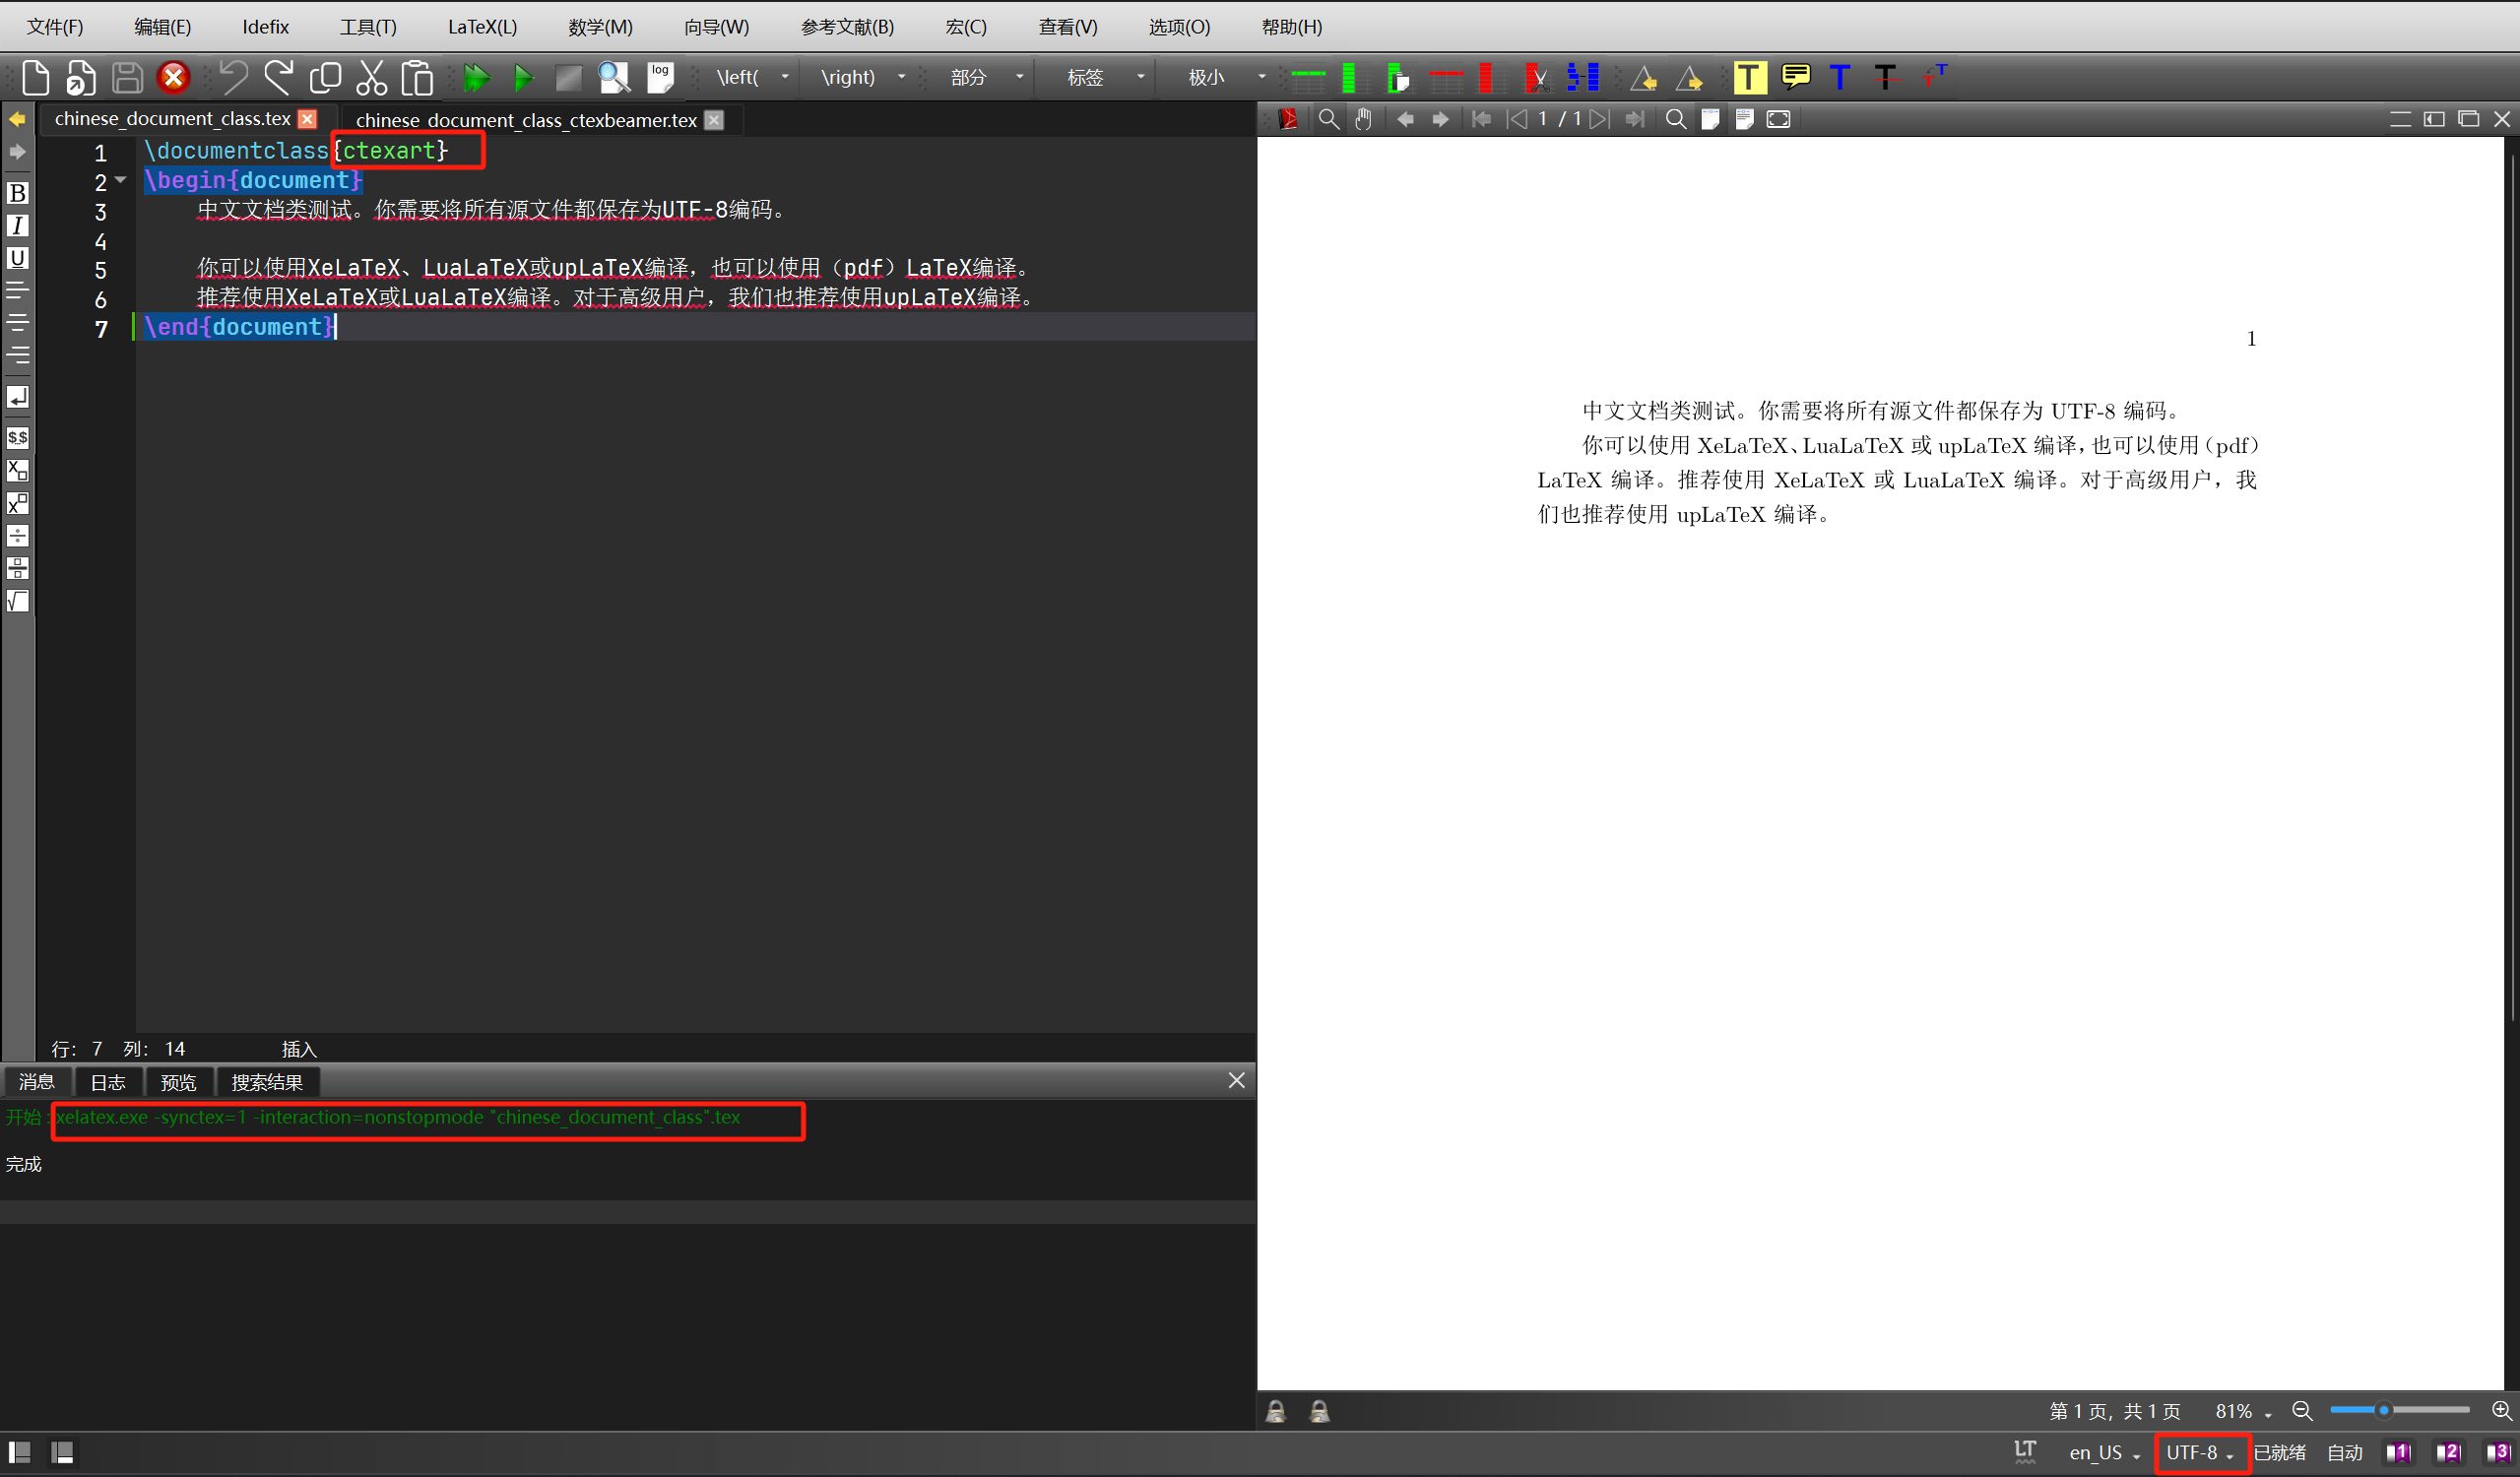 文件(F) 编辑(E) Idefix 工具(T) LaTeX(L) 数学(M) 向导(W) 参考文献(B) 宏(C) 查看(V) 选项(O) 帮助(H)
log \left( \right) 部分 标签 极小 T T T T T
chinese_document_class.tex chinese_document_class_ctexbeamer.tex
1 / 1
1 \documentclass{ctexart}
2 \begin{document}
3 中文文档类测试。你需要将所有源文件都保存为UTF-8编码。
4
5 你可以使用XeLaTeX、LuaLaTeX或upLaTeX编译，也可以使用（pdf）LaTeX编译。
6 推荐使用XeLaTeX或LuaLaTeX编译。对于高级用户，我们也推荐使用upLaTeX编译。
7 \end{document}
B
I
U
$$
X
X
÷
√
行: 7 列: 14 插入
消息 日志 预览 搜索结果
开始 : xelatex.exe -synctex=1 -interaction=nonstopmode "chinese_document_class".tex
完成
1
中文文档类测试。你需要将所有源文件都保存为 UTF-8 编码。
你可以使用 XeLaTeX、LuaLaTeX 或 upLaTeX 编译，也可以使用（pdf）
LaTeX 编译。推荐使用 XeLaTeX 或 LuaLaTeX 编译。对于高级用户，我
们也推荐使用 upLaTeX 编译。
第 1 页，共 1 页 81%
LT en_US UTF-8 已就绪 自动 1 2 3